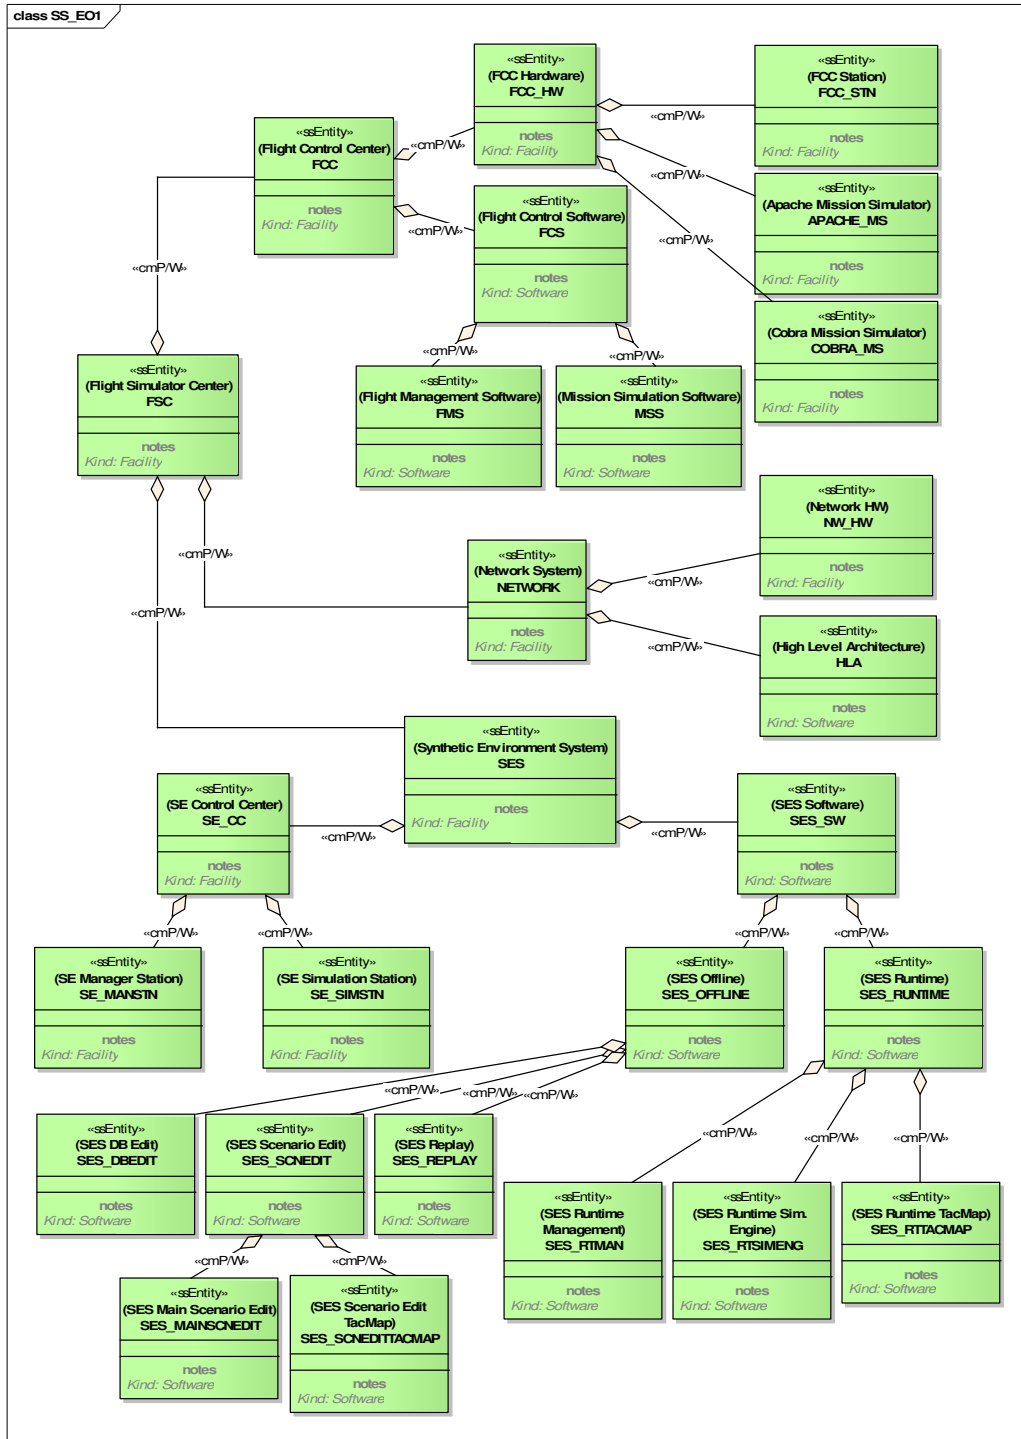 class SS_EO1
«ssEntity»
(FCC Hardware)
FCC_HW
notes
Kind: Facility
«ssEntity»
(FCC Station)
FCC_STN
notes
Kind: Facility
«cmP/W»
«ssEntity»
(Flight Control Center)
FCC
notes
Kind: Facility
«cmP/W»
«cmP/W»
«ssEntity»
(Apache Mission Simulator)
APACHE_MS
notes
Kind: Facility
«ssEntity»
(Flight Control Software)
FCS
notes
Kind: Software
«cmP/W»
«cmP/W»
«cmP/W»
«ssEntity»
(Cobra Mission Simulator)
COBRA_MS
notes
Kind: Facility
«cmP/W»
«cmP/W»
«ssEntity»
(Flight Simulator Center)
FSC
notes
Kind: Facility
«ssEntity»
(Flight Management Software)
FMS
notes
Kind: Software
«ssEntity»
(Mission Simulation Software)
MSS
notes
Kind: Software
«cmP/W»
«cmP/W»
«ssEntity»
(Network System)
NETWORK
notes
Kind: Facility
«cmP/W»
«ssEntity»
(Network HW)
NW_HW
notes
Kind: Facility
«cmP/W»
«ssEntity»
(High Level Architecture)
HLA
notes
Kind: Software
«ssEntity»
(Synthetic Environment System)
SES
notes
Kind: Facility
«cmP/W»
«cmP/W»
«ssEntity»
(SE Control Center)
SE_CC
notes
Kind: Facility
«ssEntity»
(SES Software)
SES_SW
notes
Kind: Software
«cmP/W»
«cmP/W»
«cmP/W»
«cmP/W»
«ssEntity»
(SE Manager Station)
SE_MANSTN
notes
Kind: Facility
«ssEntity»
(SE Simulation Station)
SE_SIMSTN
notes
Kind: Facility
«ssEntity»
(SES Offline)
SES_OFFLINE
notes
Kind: Software
«ssEntity»
(SES Runtime)
SES_RUNTIME
notes
Kind: Software
«cmP/W»
«cmP/W»
«cmP/W»
«ssEntity»
(SES DB Edit)
SES_DBEDIT
notes
Kind: Software
«ssEntity»
(SES Scenario Edit)
SES_SCNEDIT
notes
Kind: Software
«ssEntity»
(SES Replay)
SES_REPLAY
notes
Kind: Software
«cmP/W»
«cmP/W»
«cmP/W»
«ssEntity»
(SES Runtime
Management)
SES_RTMAN
notes
Kind: Software
«ssEntity»
(SES Runtime Sim.
Engine)
SES_RTSIMENG
notes
Kind: Software
«ssEntity»
(SES Runtime TacMap)
SES_RTTACMAP
notes
Kind: Software
«cmP/W»
«cmP/W»
«ssEntity»
(SES Main Scenario Edit)
SES_MAINSCNEDIT
notes
Kind: Software
«ssEntity»
(SES Scenario Edit
TacMap)
SES_SCNEDITTACMAP
notes
Kind: Software